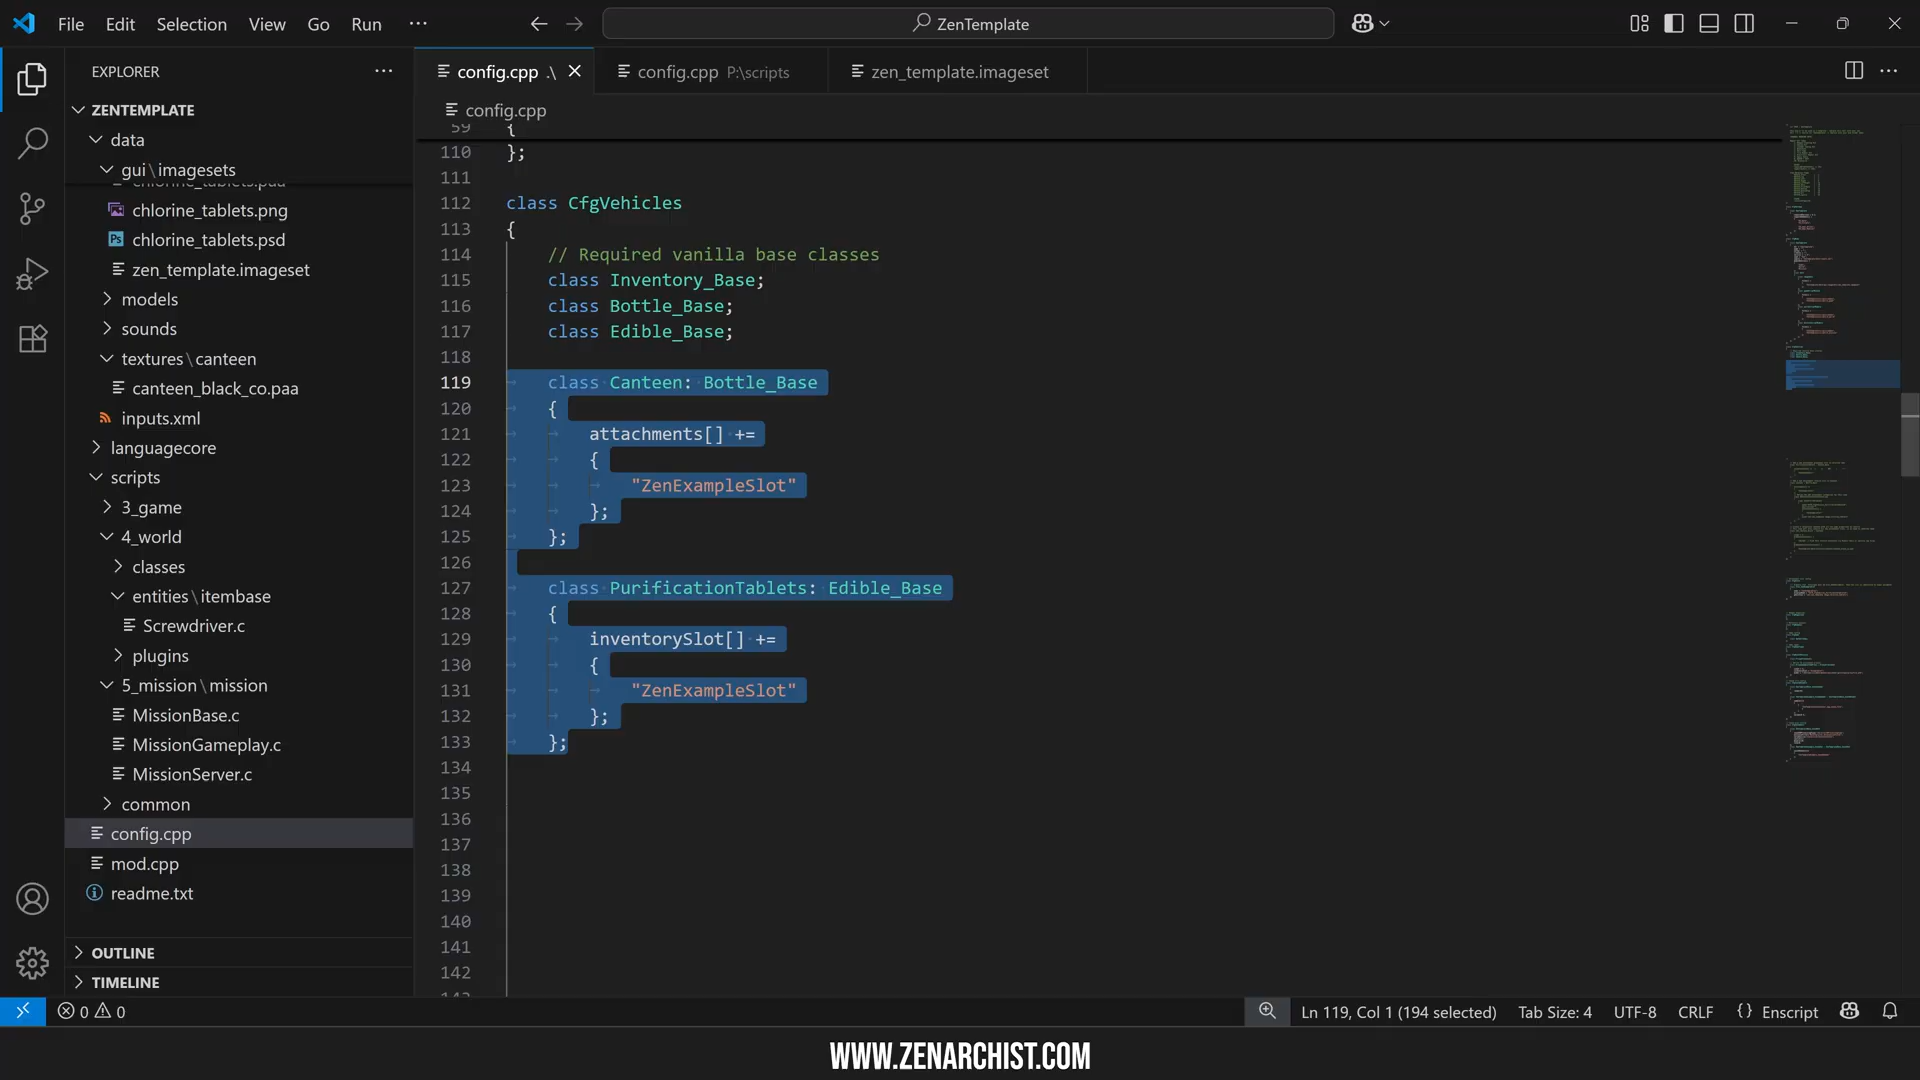 File Edit Selection View Go Run ··· ZenTemplate
EXPLORER ···
config.cpp .\
config.cpp P:\scripts
zen_template.imageset
ZENTEMPLATE
data
gui\imagesets
chlorine_tablets.paa
chlorine_tablets.png
chlorine_tablets.psd
zen_template.imageset
models
sounds
textures\canteen
canteen_black_co.paa
inputs.xml
languagecore
scripts
3_game
4_world
classes
entities\itembase
Screwdriver.c
plugins
5_mission\mission
MissionBase.c
MissionGameplay.c
MissionServer.c
common
config.cpp
mod.cpp
readme.txt
OUTLINE
TIMELINE
config.cpp
59 {
110 };
111
112 class CfgVehicles
113 {
114 // Required vanilla base classes
115 class Inventory_Base;
116 class Bottle_Base;
117 class Edible_Base;
118
119 class Canteen: Bottle_Base
120 {
121 attachments[] +=
122 {
123 "ZenExampleSlot"
124 };
125 };
126
127 class PurificationTablets: Edible_Base
128 {
129 inventorySlot[] +=
130 {
131 "ZenExampleSlot"
132 };
133 };
134
135
136
137
138
139
140
141
142
0 0 Ln 119, Col 1 (194 selected) Tab Size: 4 UTF-8 CRLF {} Enscript
WWW.ZENARCHIST.COM